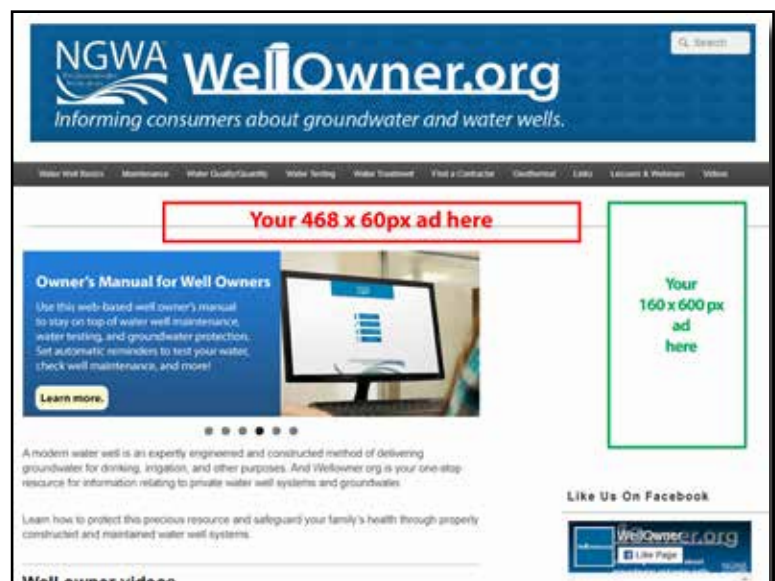 NGWA
WellOwner.org
Search
Informing consumers about groundwater and water wells.
Water Well Basics Maintenance Water Quality/Quantity Water Testing Water Treatment Find a Contractor Geothermal Links Lessons & Webinars Videos
Your 468 x 60px ad here
Your
160 x 600 px
ad
here
Owner's Manual for Well Owners
Use this web-based well owner's manual
to stay on top of water well maintenance,
water testing, and groundwater protection.
Set automatic reminders to test your water,
check well maintenance, and more!
Learn more.
A modern water well is an expertly engineered and constructed method of delivering
groundwater for drinking, irrigation, and other purposes. And Wellowner.org is your one-stop
resource for information relating to private water well systems and groundwater.
Learn how to protect this precious resource and safeguard your family's health through properly
constructed and maintained water well systems.
Like Us On Facebook
WellOwner.org
Like Page
Well owner videos